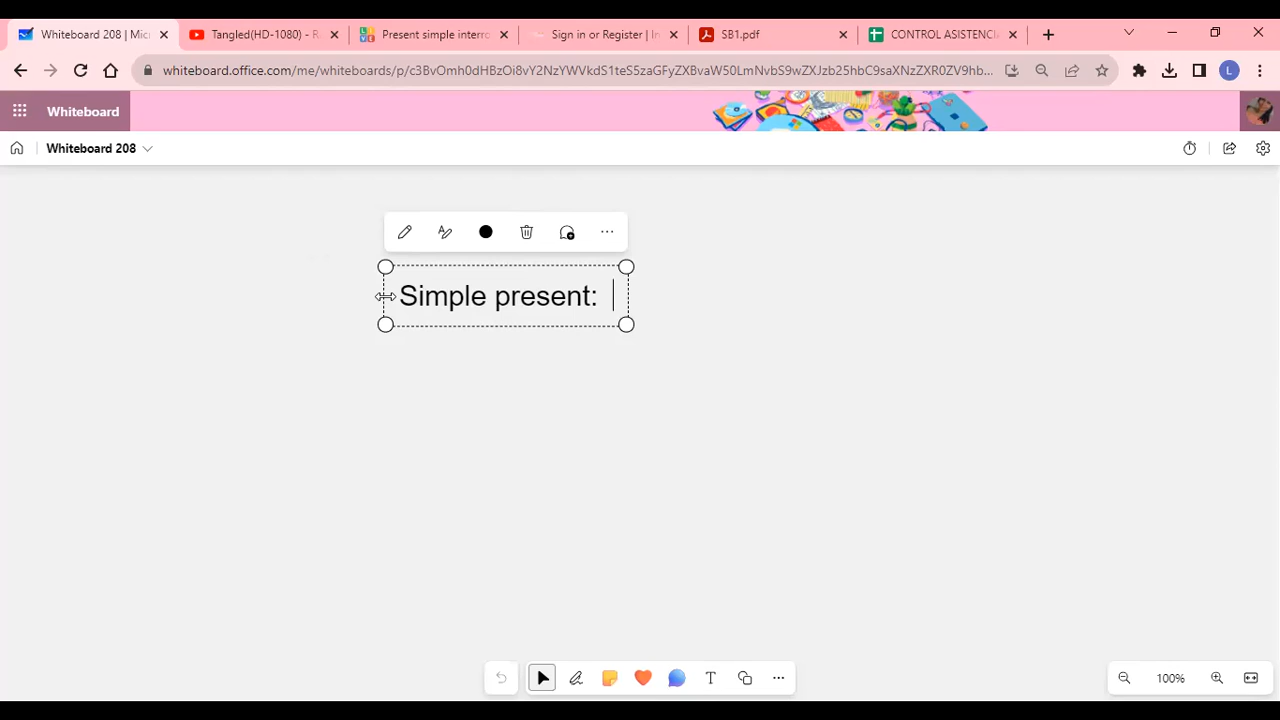 Whiteboard 208 | Mic
Tangled(HD-1080) - R
Present simple interro
Sign in or Register | In
SB1.pdf
CONTROL ASISTENCI
whiteboard.office.com/me/whiteboards/p/c3BvOmh0dHBzOi8vY2NzYWVkdS1teS5zaGFyZXBvaW50LmNvbS9wZXJzb25hbC9saXNzZXR0ZV9hb...
L
Whiteboard
Whiteboard 208
Simple present:
T
100%